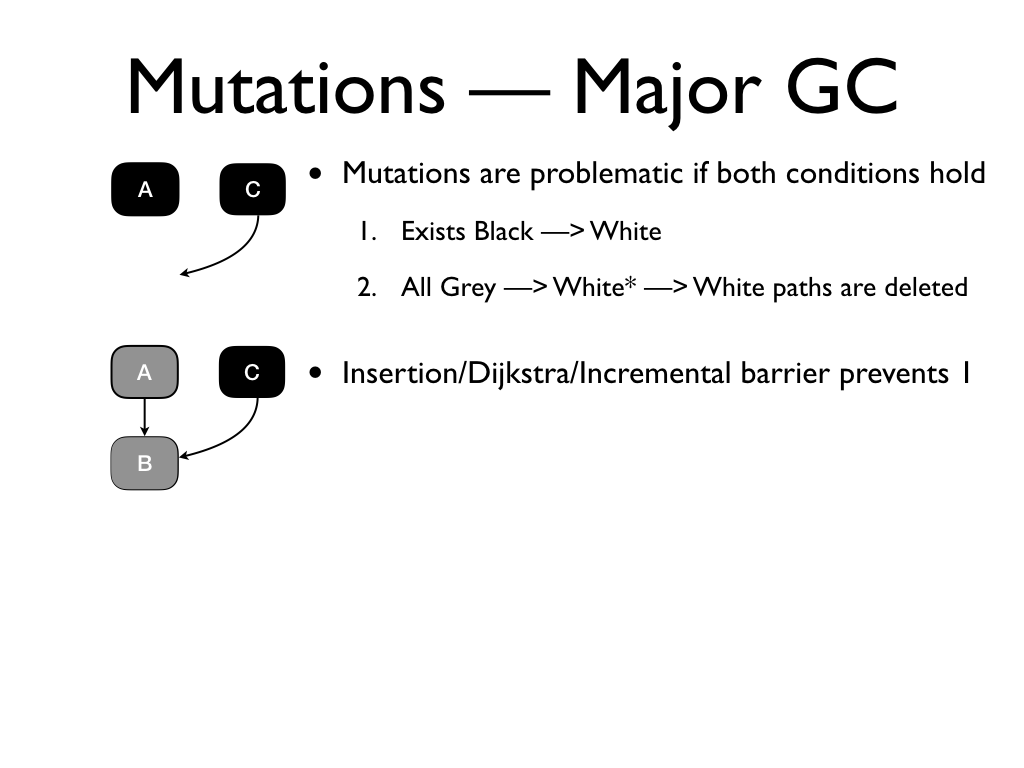 Mutations — Major GC
A
C
• Mutations are problematic if both conditions hold
1. Exists Black —> White
2. All Grey —> White* —> White paths are deleted
A
C
• Insertion/Dijkstra/Incremental barrier prevents 1
B